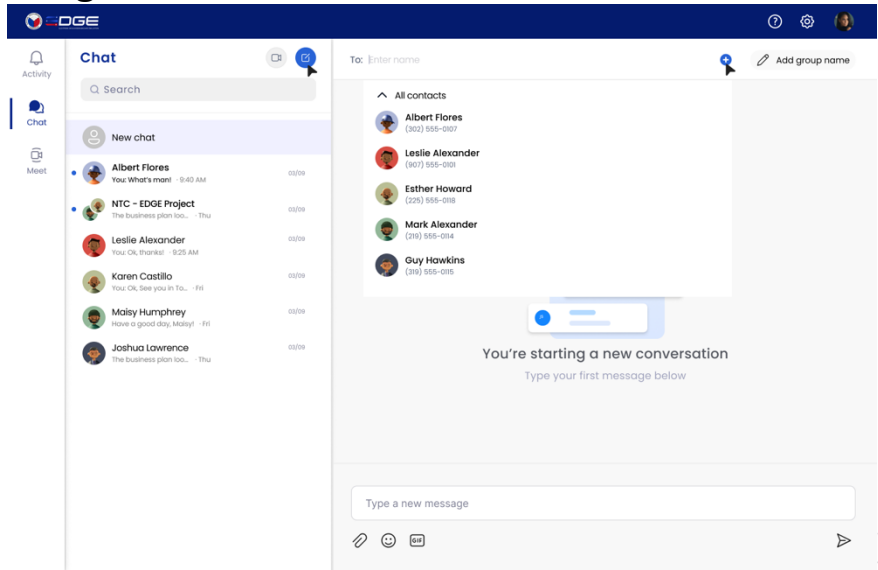 EDGE
Activity
Chat
Meet
Chat
Search
New chat
Albert Flores
You: What's man! · 9:40 AM
03/09
NTC - EDGE Project
The business plan loo... · Thu
03/09
Leslie Alexander
You: Ok, thanks! · 9:25 AM
03/09
Karen Castillo
You: Ok, See you in To... · Fri
03/09
Maisy Humphrey
Have a good day, Maisy! · Fri
03/09
Joshua Lawrence
The business plan loo... · Thu
03/09
To: Enter name
Add group name
All contacts
Albert Flores
(302) 555-0107
Leslie Alexander
(907) 555-0101
Esther Howard
(225) 555-0118
Mark Alexander
(219) 555-0114
Guy Hawkins
(319) 555-0115
You're starting a new conversation
Type your first message below
Type a new message
GIF